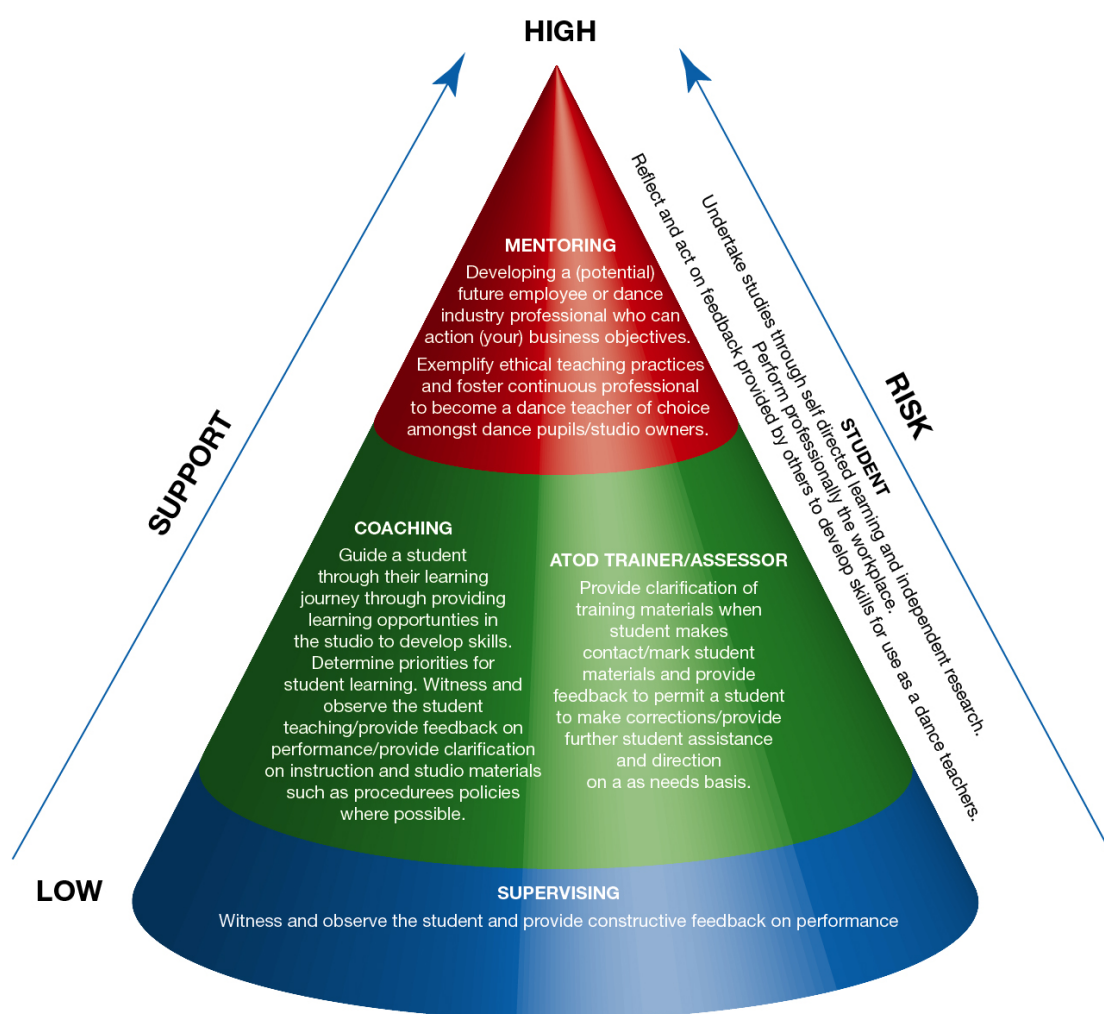 HIGH
SUPPORT
RISK
MENTORING
Developing a (potential)
future employee or dance
industry professional who can
action (your) business objectives.
Exemplify ethical teaching practices
and foster continuous professional
to become a dance teacher of choice
amongst dance pupils/studio owners.
STUDENT
Undertake studies through self directed learning and independent research.
Perform professionally the workplace.
Reflect and act on feedback provided by others to develop skills for use as a dance teachers.
COACHING
Guide a student
through their learning
journey through providing
learning opportunties in
the studio to develop skills.
Determine priorities for
student learning. Witness and
observe the student
teaching/provide feedback on
performance/provide clarification
on instruction and studio materials
such as procedurees policies
where possible.
ATOD TRAINER/ASSESSOR
Provide clarification of
training materials when
student makes
contact/mark student
materials and provide
feedback to permit a student
to make corrections/provide
further student assistance
and direction
on a as needs basis.
LOW
SUPERVISING
Witness and observe the student and provide constructive feedback on performance